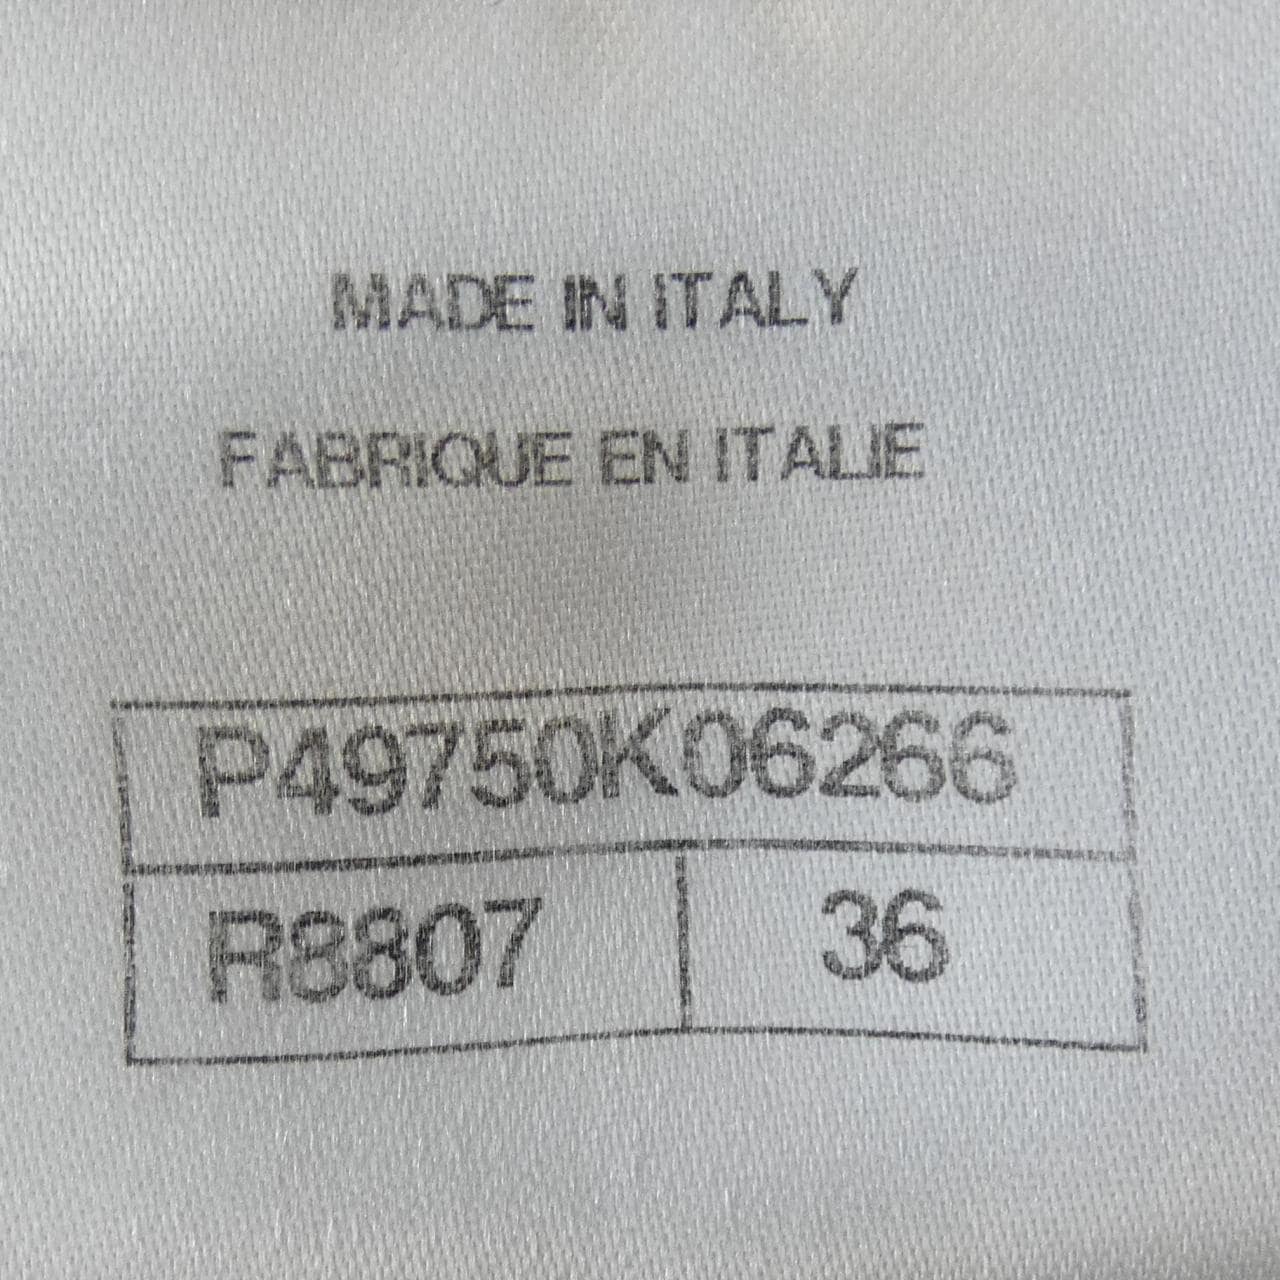 MADE IN ITALY
FABRIQUE EN ITALIE
P49750K06266
R8807 36